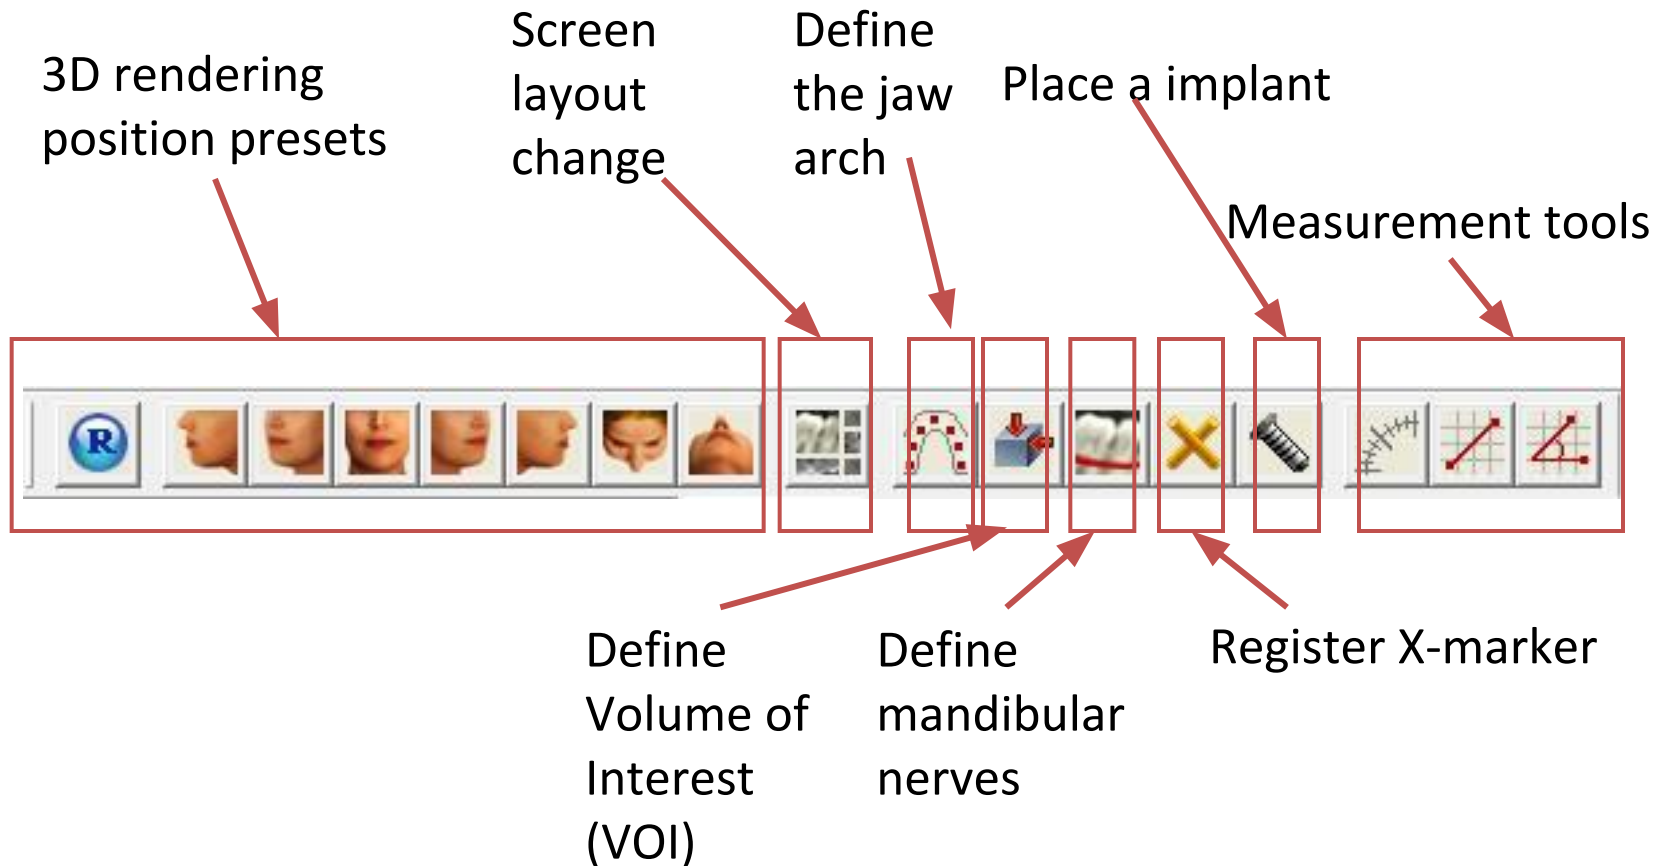 3D rendering
position presets
Screen
layout
change
Define
the jaw
arch
Place a implant
Measurement tools
R
Define
Volume of
Interest
(VOI)
Define
mandibular
nerves
Register X-marker